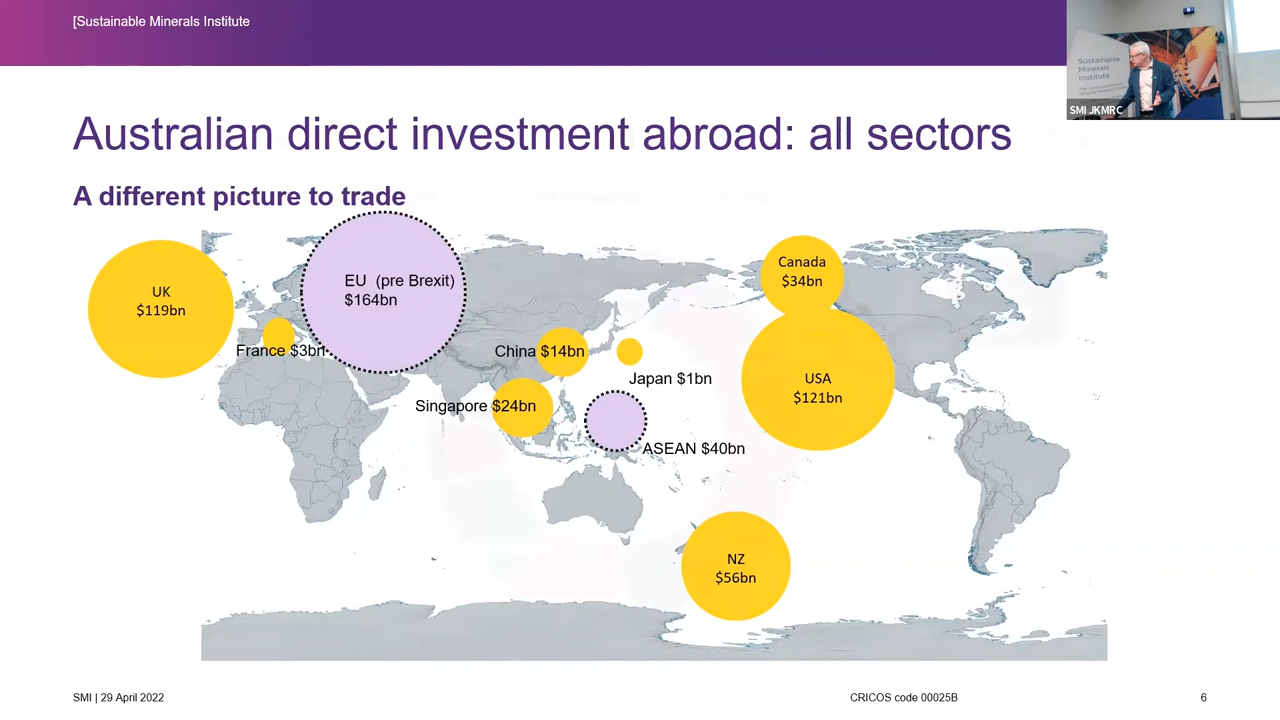 [Sustainable Minerals Institute
Sustainable
Minerals
Institute
SMI JKMRC
Australian direct investment abroad: all sectors
A different picture to trade
UK
$119bn
EU (pre Brexit)
$164bn
France $3bn
Canada
$34bn
China $14bn
Japan $1bn
USA
$121bn
Singapore $24bn
ASEAN $40bn
NZ
$56bn
SMI | 29 April 2022
CRICOS code 00025B
6